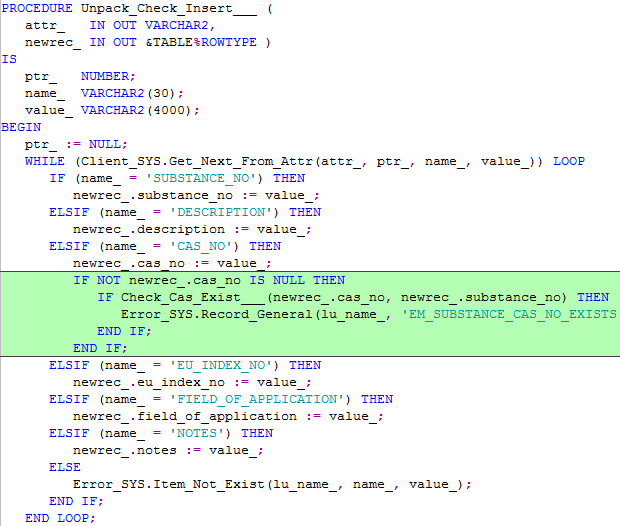 PROCEDURE Unpack_Check_Insert___ (
   attr_   IN OUT VARCHAR2,
   newrec_ IN OUT &TABLE%ROWTYPE )
IS
   ptr_   NUMBER;
   name_  VARCHAR2(30);
   value_ VARCHAR2(4000);
BEGIN
   ptr_ := NULL;
   WHILE (Client_SYS.Get_Next_From_Attr(attr_, ptr_, name_, value_)) LOOP
      IF (name_ = 'SUBSTANCE_NO') THEN
         newrec_.substance_no := value_;
      ELSIF (name_ = 'DESCRIPTION') THEN
         newrec_.description := value_;
      ELSIF (name_ = 'CAS_NO') THEN
         newrec_.cas_no := value_;
         IF NOT newrec_.cas_no IS NULL THEN
            IF Check_Cas_Exist___(newrec_.cas_no, newrec_.substance_no) THEN
               Error_SYS.Record_General(lu_name_, 'EM_SUBSTANCE_CAS_NO_EXISTS
            END IF;
         END IF;
      ELSIF (name_ = 'EU_INDEX_NO') THEN
         newrec_.eu_index_no := value_;
      ELSIF (name_ = 'FIELD_OF_APPLICATION') THEN
         newrec_.field_of_application := value_;
      ELSIF (name_ = 'NOTES') THEN
         newrec_.notes := value_;
      ELSE
         Error_SYS.Item_Not_Exist(lu_name_, name_, value_);
      END IF;
   END LOOP;